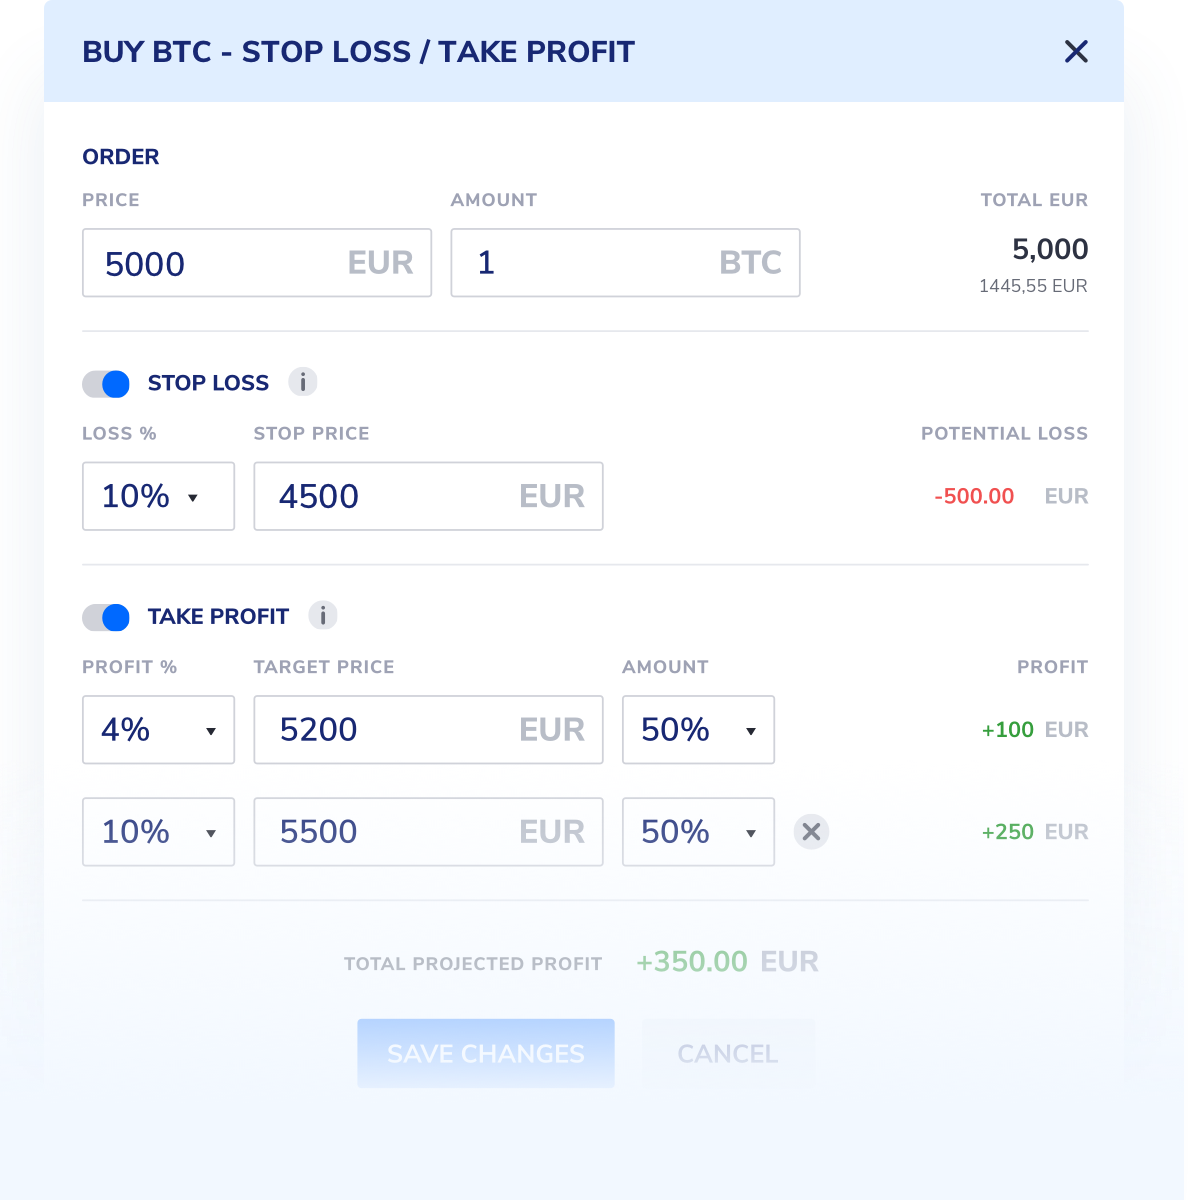 BUY BTC - STOP LOSS / TAKE PROFIT
ORDER
PRICE AMOUNT TOTAL EUR
5000 EUR 1 BTC 5,000
1445,55 EUR
STOP LOSS i
LOSS % STOP PRICE POTENTIAL LOSS
10% 4500 EUR -500.00 EUR
TAKE PROFIT i
PROFIT % TARGET PRICE AMOUNT PROFIT
4% 5200 EUR 50% +100 EUR
10% 5500 EUR 50% +250 EUR
TOTAL PROJECTED PROFIT +350.00 EUR
SAVE CHANGES CANCEL